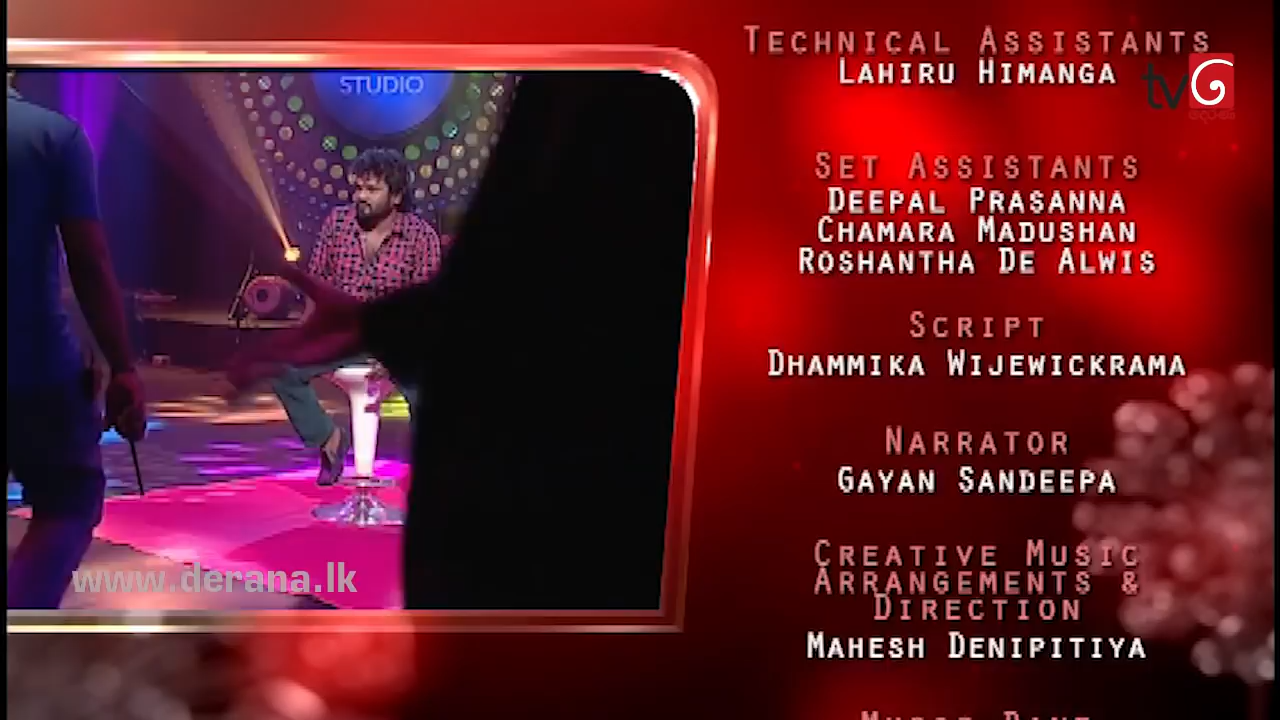 TECHNICAL ASSISTANTS
LAHIRU HIMANGA
tv
SET ASSISTANTS
DEEPAL PRASANNA
CHAMARA MADUSHAN
ROSHANTHA DE ALWIS
SCRIPT
DHAMMIKA WIJEWICKRAMA
NARRATOR
GAYAN SANDEEPA
CREATIVE MUSIC
ARRANGEMENTS &
DIRECTION
MAHESH DENIPITIYA
STUDIO
www.derana.lk